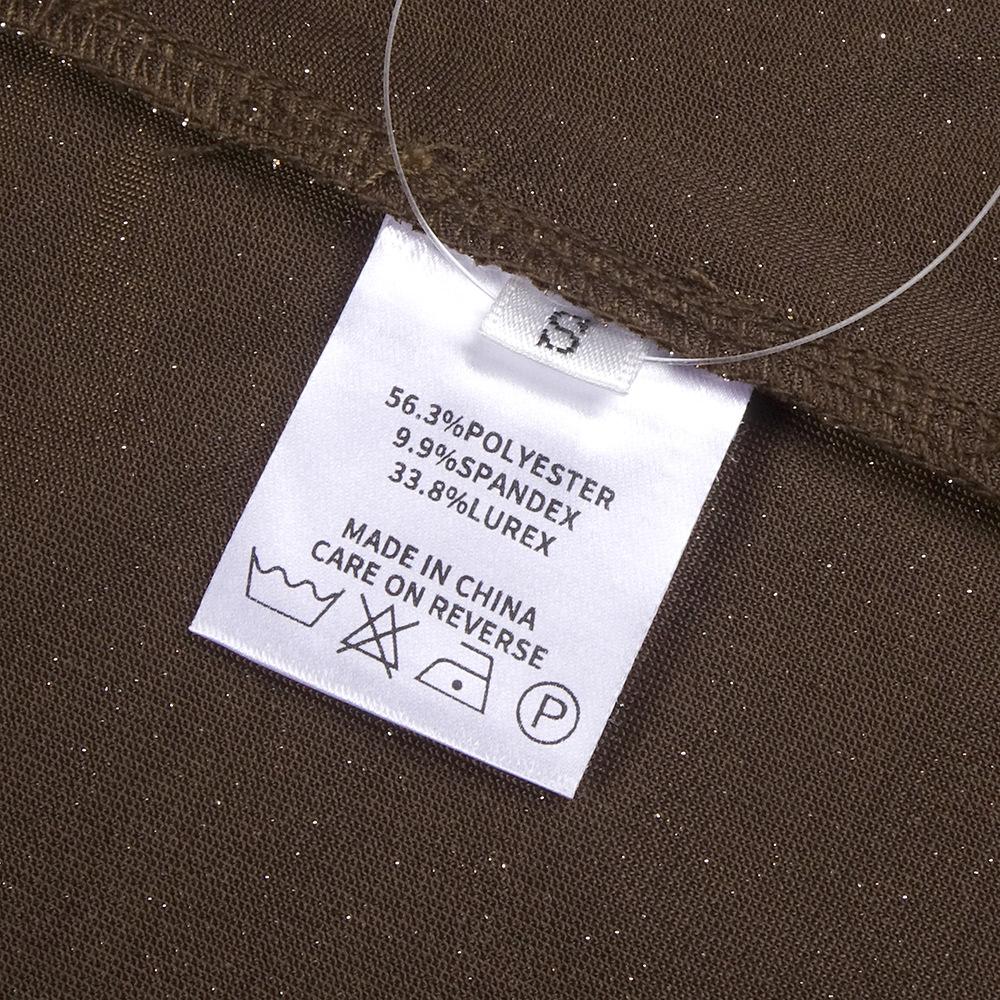 56.3%POLYESTER
9.9%SPANDEX
33.8%LUREX
MADE IN CHINA
CARE ON REVERSE
P